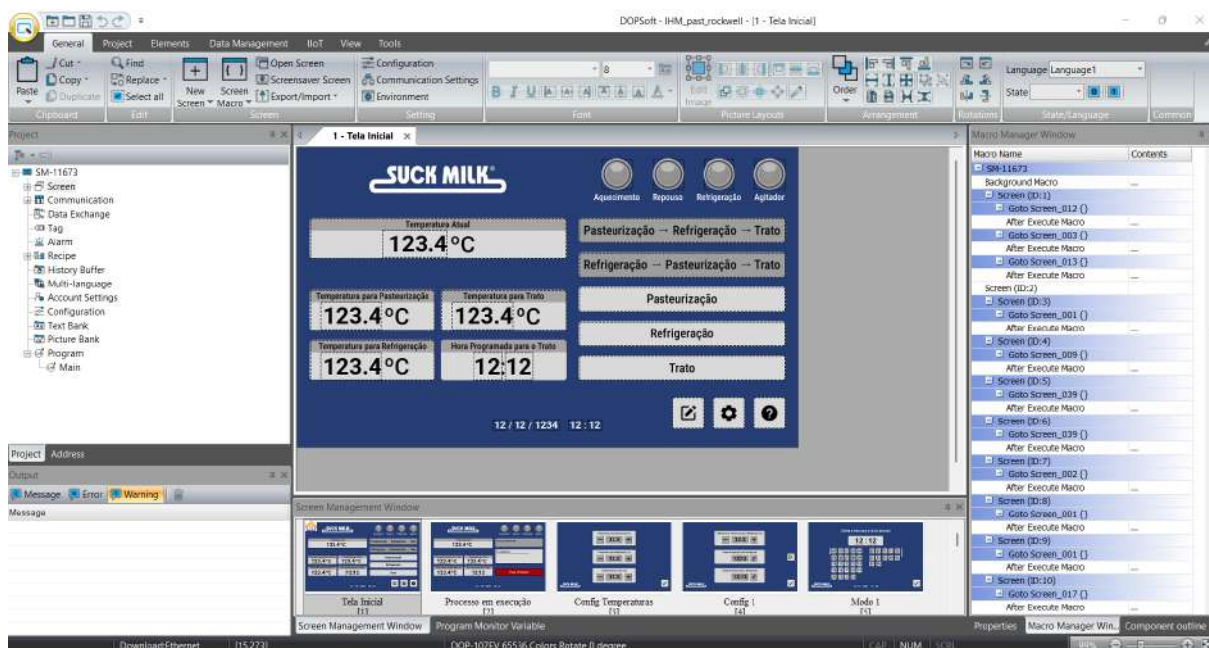 DOPSoft - IHM_past_rockwell - [1 - Tela Inicial]
General Project Elements Data Management IIoT View Tools
Paste
Cut
Copy
Duplicate
Clipboard
Find
Replace
Select all
Edit
New Screen
Screen Macro
Open Screen
Screensaver Screen
Export/Import
Screen
Configuration
Communication Settings
Environment
Setting
8
B I U
Font
Edit Image
Picture Layouts
Order
Arrangement
Rotations
Language Language1
State
State/Language
Common
Project
SM-11673
Screen
Communication
Data Exchange
Tag
Alarm
Recipe
History Buffer
Multi-language
Account Settings
Configuration
Text Bank
Picture Bank
Program
Main
Project Address
Output
Message Error Warning
Message
1 - Tela Inicial
SUCK MILK
Aquecimento Repouso Refrigeração Agitador
Temperatura Atual
123.4 ºC
Pasteurização → Refrigeração → Trato
Refrigeração → Pasteurização → Trato
Temperatura para Pasteurização
123.4 ºC
Temperatura para Trato
123.4 ºC
Pasteurização
Refrigeração
Temperatura para Refrigeração
123.4 ºC
Hora Programada para o Trato
12:12
Trato
12 / 12 / 1234 12 : 12
Screen Management Window
Tela Inicial
[1]
Processo em execução
[2]
Config Temperaturas
[3]
Config 1
[4]
Modo 1
[5]
Screen Management Window Program Monitor Variable
Macro Manager Window
Macro Name Contents
SM-11673
Background Macro ...
Screen (ID:1)
Goto Screen_012 {}
After Execute Macro ...
Goto Screen_003 {}
After Execute Macro ...
Goto Screen_013 {}
After Execute Macro ...
Screen (ID:2)
Screen (ID:3)
Goto Screen_001 {}
After Execute Macro ...
Screen (ID:4)
Goto Screen_009 {}
After Execute Macro ...
Screen (ID:5)
Goto Screen_039 {}
After Execute Macro ...
Screen (ID:6)
Goto Screen_039 {}
After Execute Macro ...
Screen (ID:7)
Goto Screen_002 {}
After Execute Macro ...
Screen (ID:8)
Goto Screen_001 {}
After Execute Macro ...
Screen (ID:9)
Goto Screen_001 {}
After Execute Macro ...
Screen (ID:10)
Goto Screen_017 {}
After Execute Macro ...
Properties Macro Manager Win... Component outline
Download:Ethernet [15,273] DOP-107EV 65536 Colors Rotate 0 degree CAP NUM SCRL